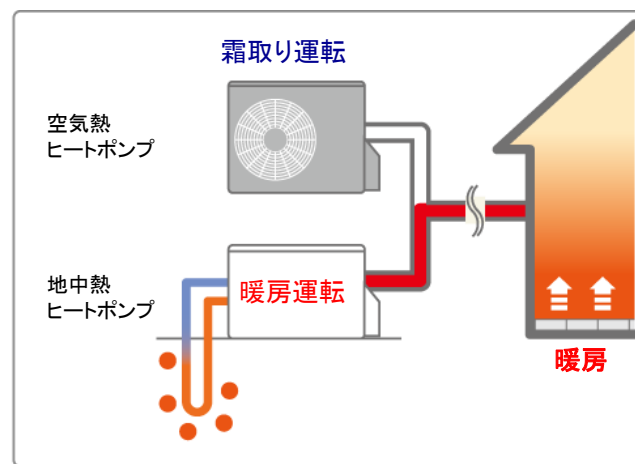 霜取り運転
空気熱
ヒートポンプ
地中熱
ヒートポンプ
暖房運転
暖房